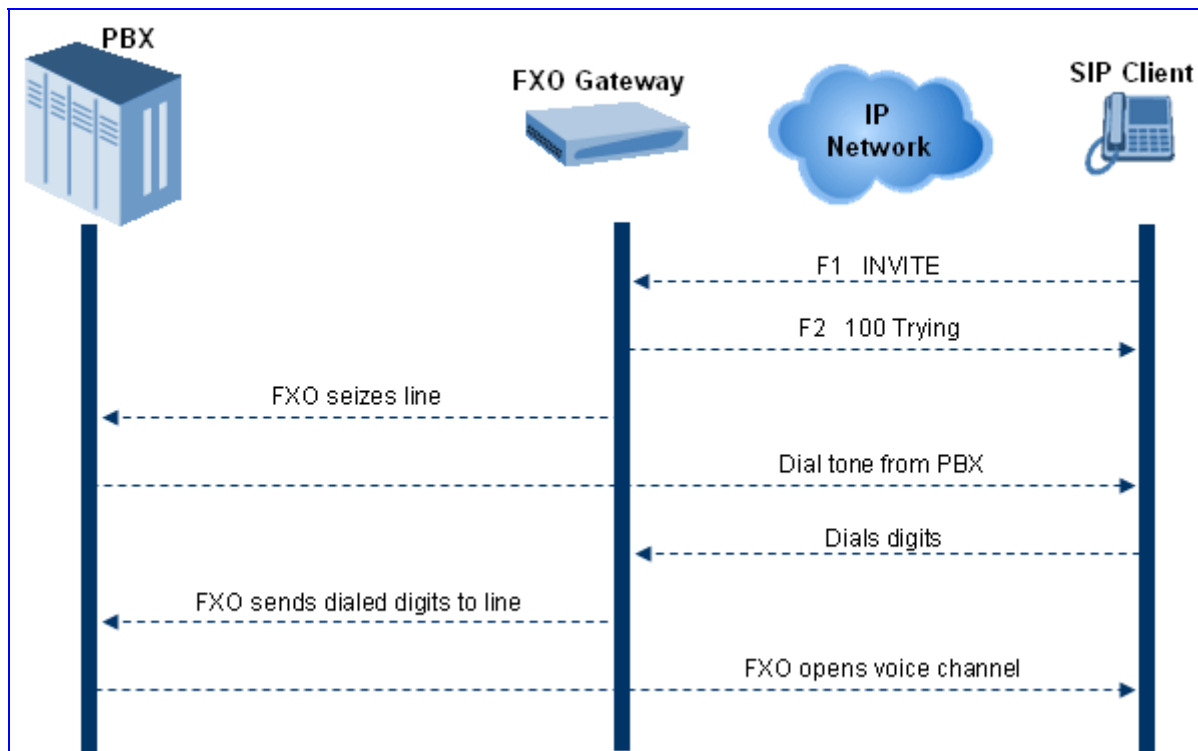 PBX
FXO Gateway
IP
Network
SIP Client
F1 INVITE
F2 100 Trying
FXO seizes line
Dial tone from PBX
Dials digits
FXO sends dialed digits to line
FXO opens voice channel